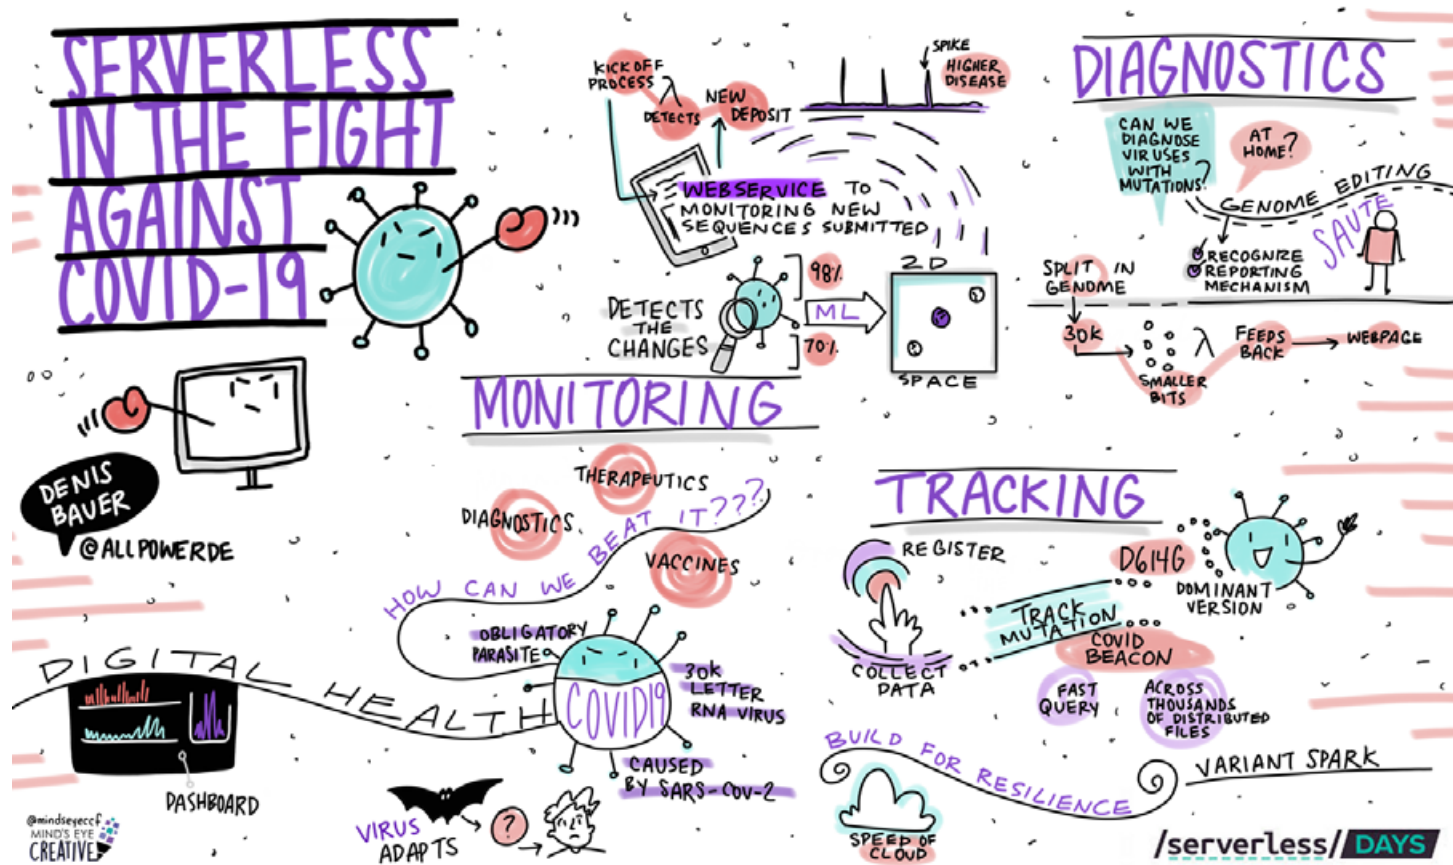 SERVERLESS
IN THE FIGHT
AGAINST
COVID-19
DENIS
BAUER
@ALLPOWERDE
KICK OFF
PROCESS
λ
DETECTS
NEW
DEPOSIT
SPIKE
HIGHER
DISEASE
WEBSERVICE TO
MONITORING NEW
SEQUENCES SUBMITTED
DETECTS
THE
CHANGES
98%
70%
ML
2D
SPACE
MONITORING
THERAPEUTICS
DIAGNOSTICS
VACCINES
HOW CAN WE BEAT IT???
OBLIGATORY
PARASITE
COVID19
30K
LETTER
RNA VIRUS
CAUSED
BY SARS-COV-2
DIGITAL HEALTH
DASHBOARD
VIRUS
ADAPTS
?
DIAGNOSTICS
CAN WE
DIAGNOSE
VIRUSES
WITH
MUTATIONS?
AT
HOME?
GENOME EDITING
RECOGNIZE
REPORTING
MECHANISM
SAUTE
SPLIT IN
GENOME
30K
SMALLER
BITS
λ
FEEDS
BACK
WEBPAGE
TRACKING
REGISTER
COLLECT
DATA
TRACK
MUTATION
D614G
DOMINANT
VERSION
COVID
BEACON
FAST
QUERY
ACROSS
THOUSANDS
OF DISTRIBUTED
FILES
BUILD FOR RESILIENCE
VARIANT SPARK
SPEED OF
CLOUD
@mindseyeccf
MIND'S EYE
CREATIVE
/serverless/DAYS